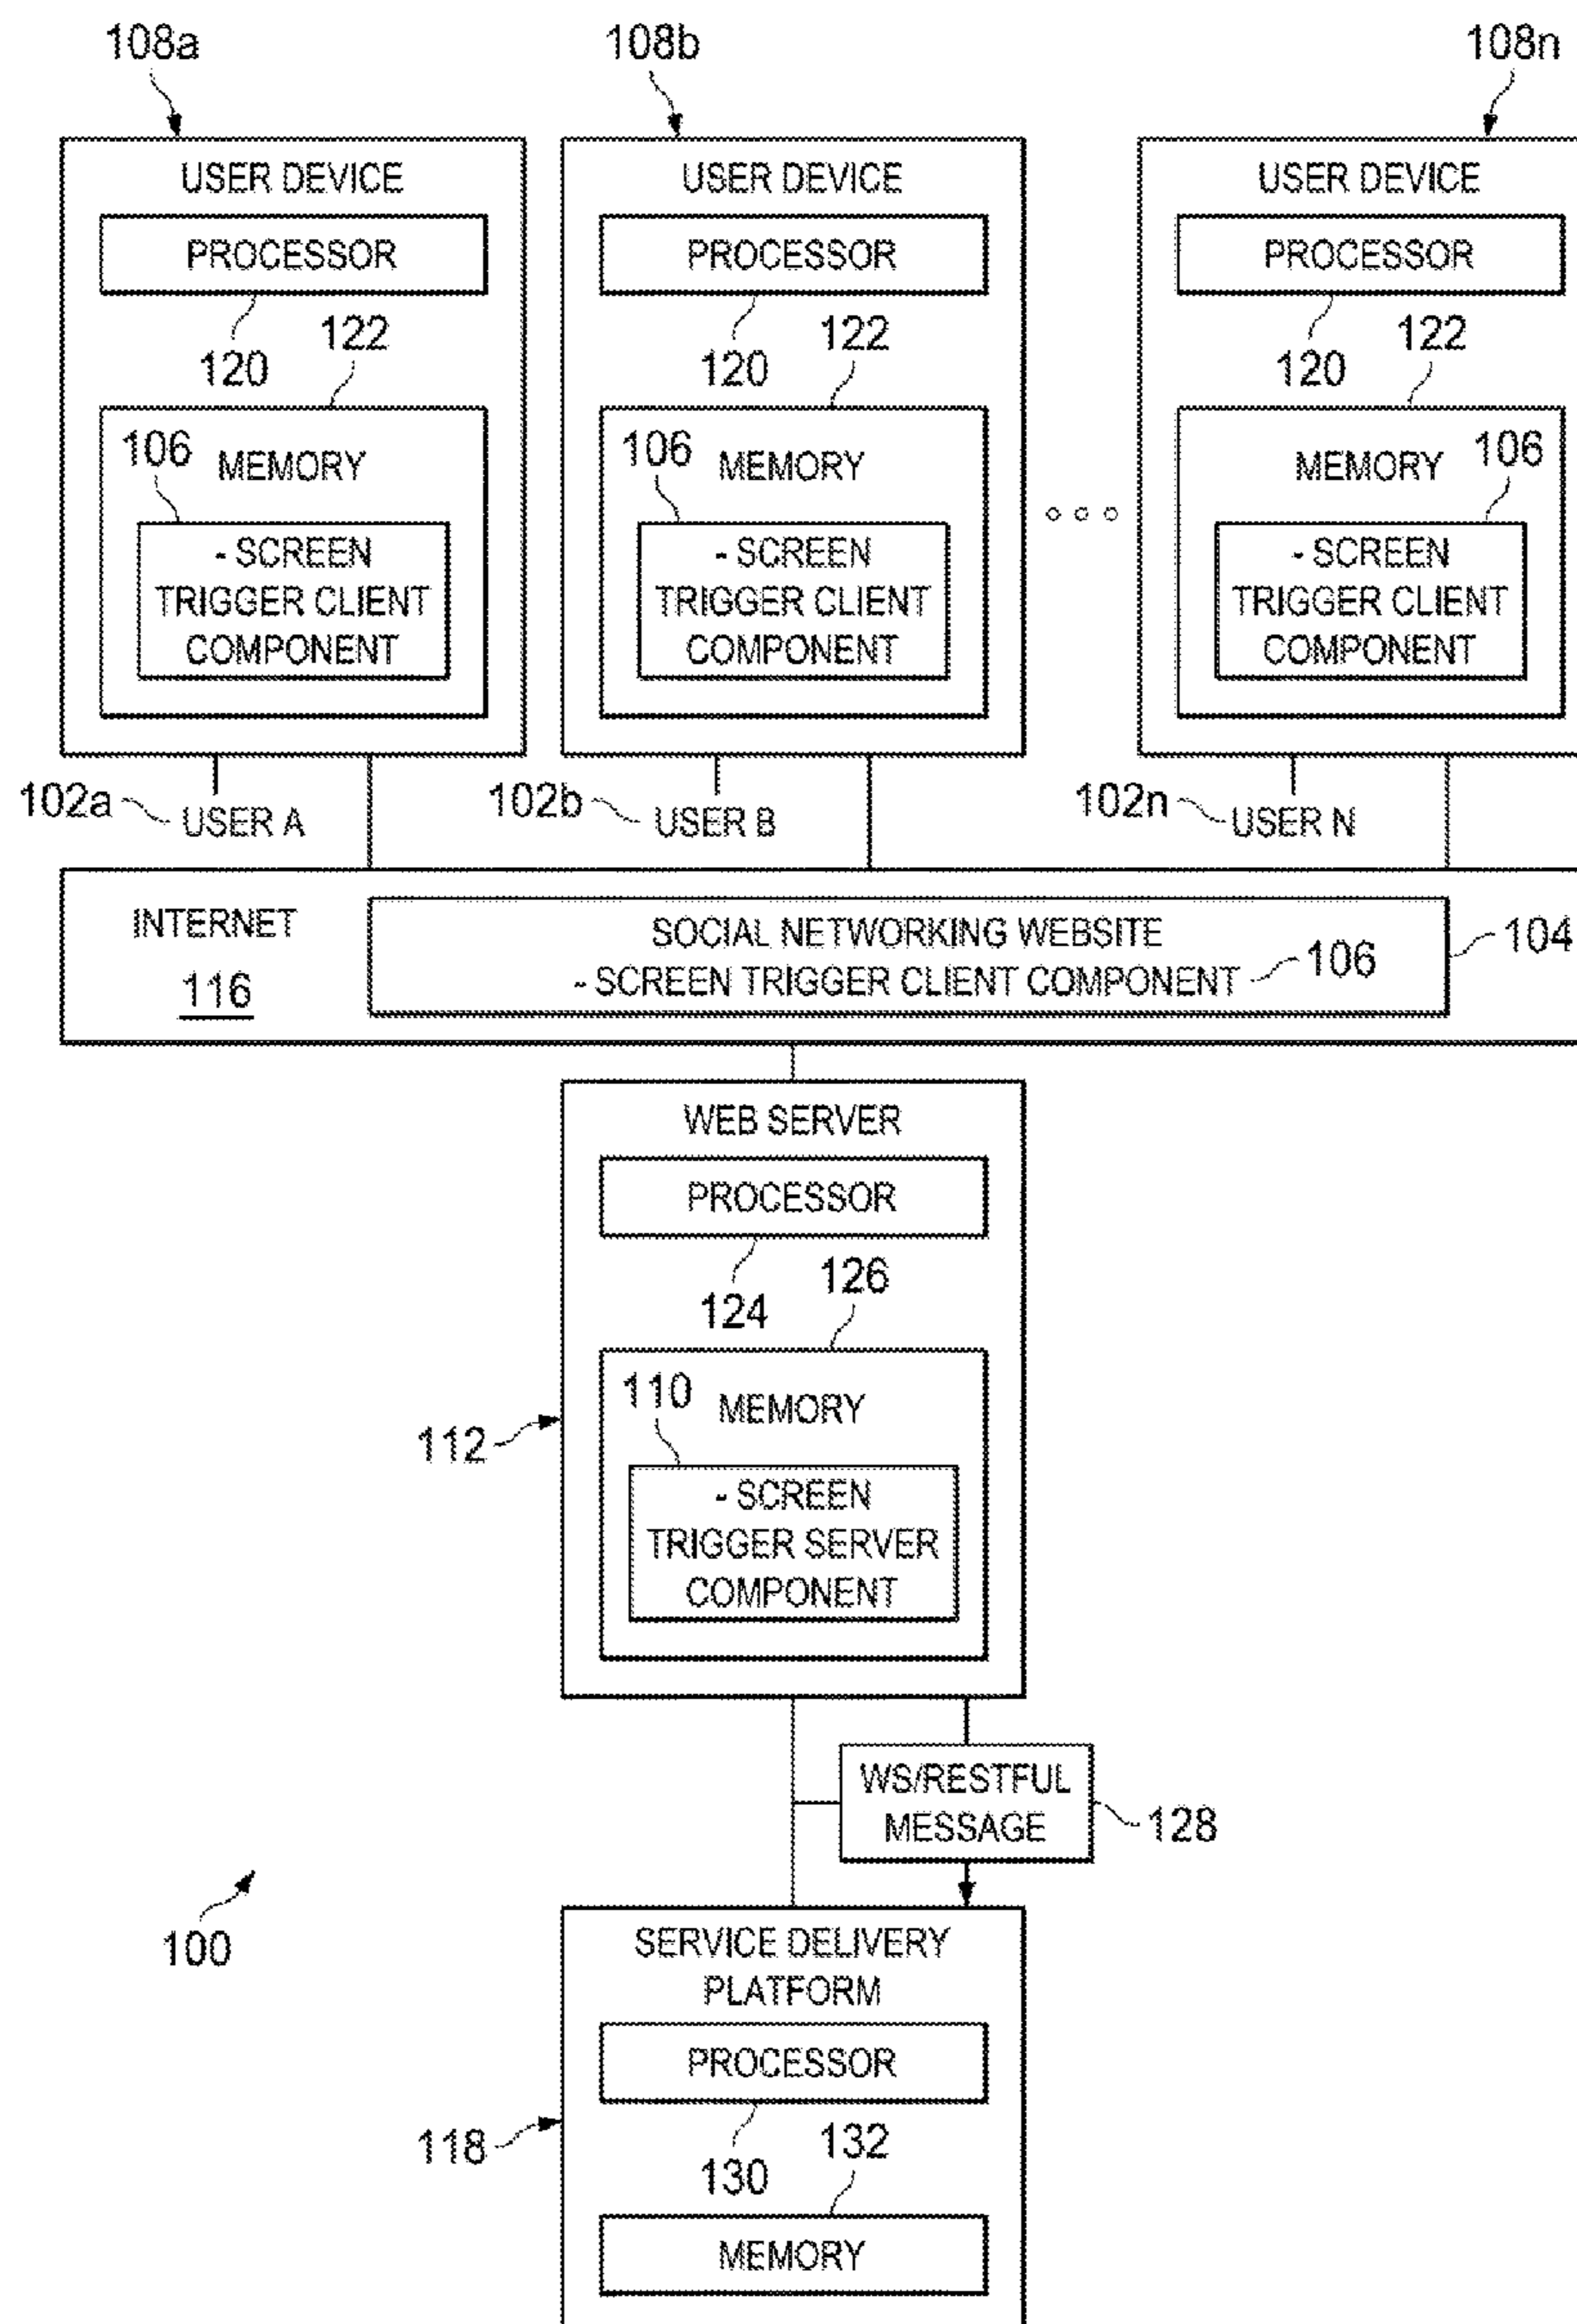 108a
108b
108n
USER DEVICE
USER DEVICE
USER DEVICE
PROCESSOR
PROCESSOR
PROCESSOR
120
122
120
122
120
122
106
MEMORY
106
MEMORY
MEMORY
106
- SCREEN
TRIGGER CLIENT
COMPONENT
- SCREEN
TRIGGER CLIENT
COMPONENT
- SCREEN
TRIGGER CLIENT
COMPONENT
102a
USER A
102b
USER B
102n
USER N
INTERNET
116
SOCIAL NETWORKING WEBSITE
- SCREEN TRIGGER CLIENT COMPONENT
106
104
WEB SERVER
PROCESSOR
124
126
110
MEMORY
- SCREEN
TRIGGER SERVER
COMPONENT
112
WS/RESTFUL
MESSAGE
128
100
SERVICE DELIVERY
PLATFORM
PROCESSOR
118
130
132
MEMORY